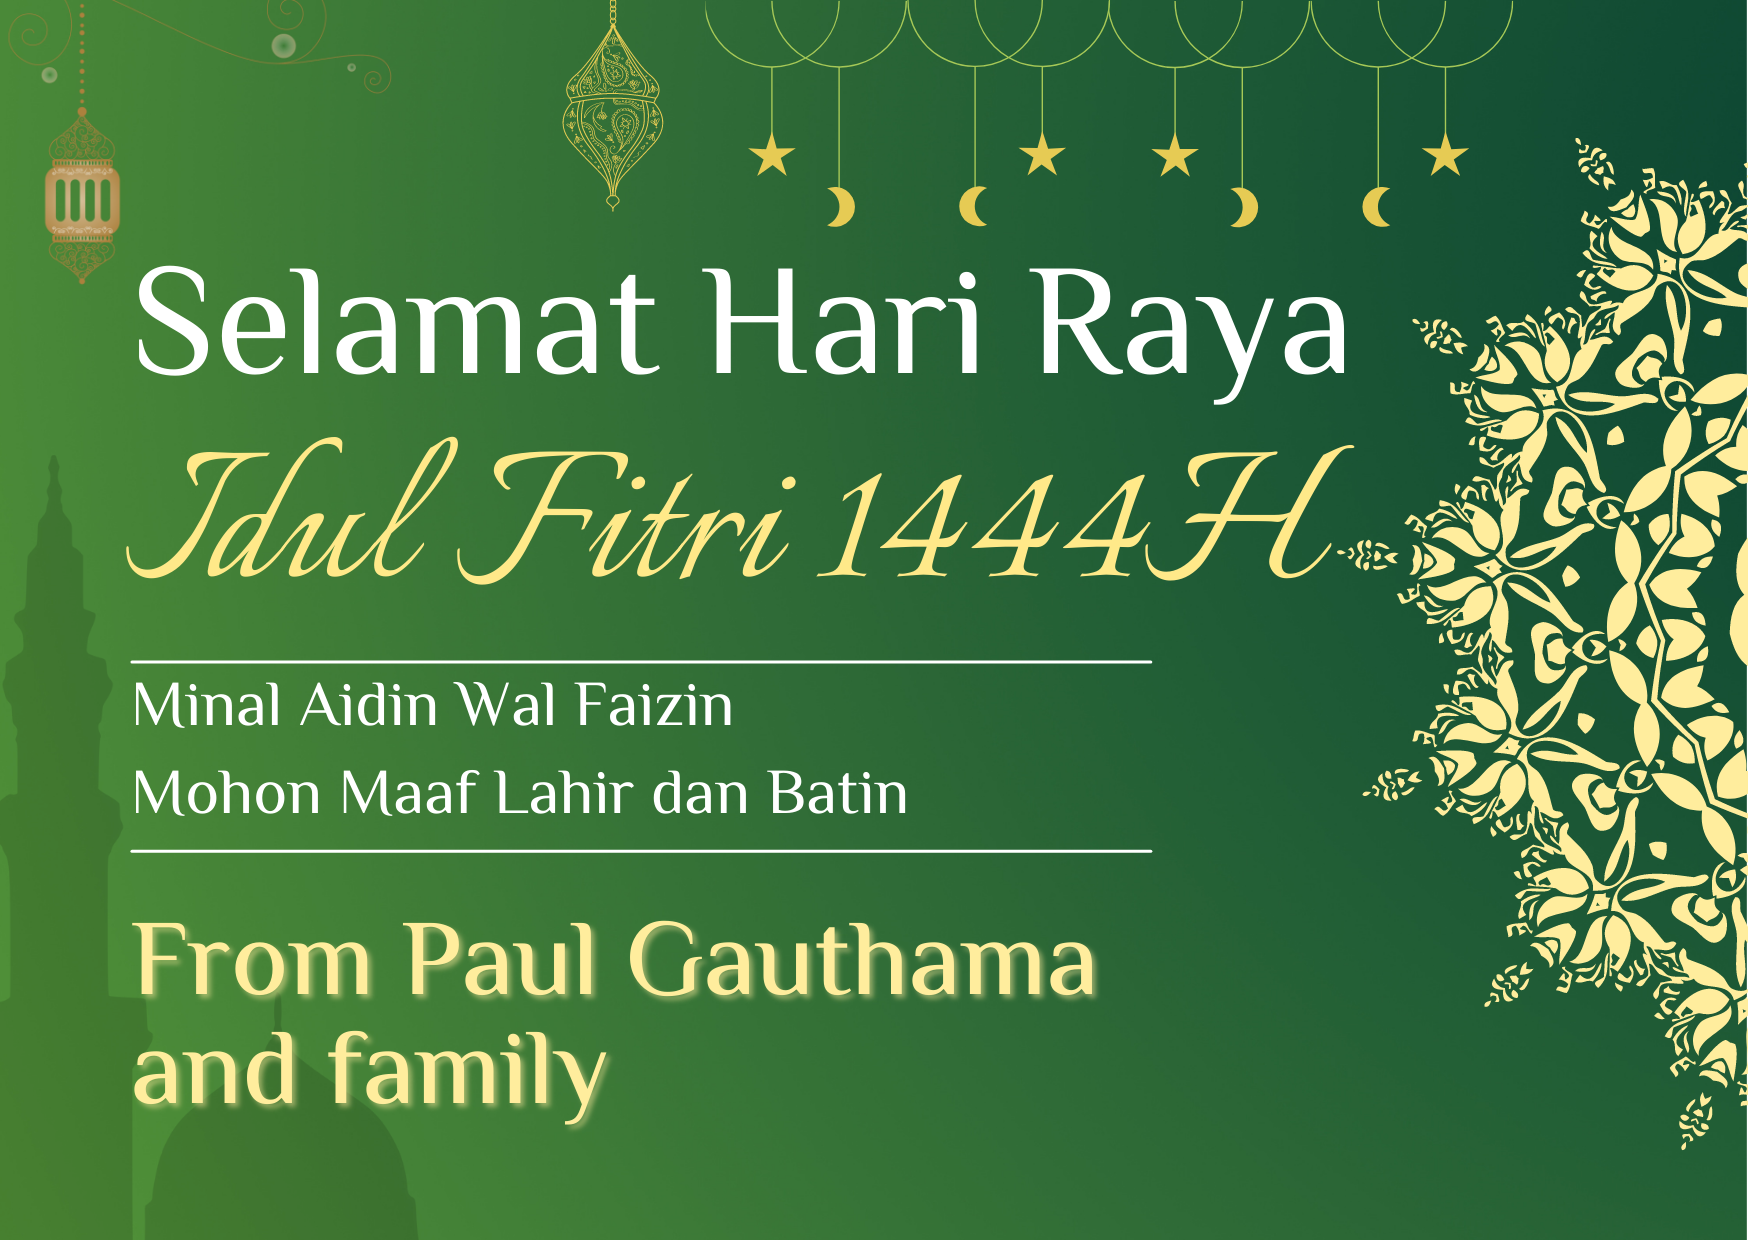 Selamat Hari Raya
Idul Fitri 1444H
Minal Aidin Wal Faizin
Mohon Maaf Lahir dan Batin
From Paul Gauthama
and family